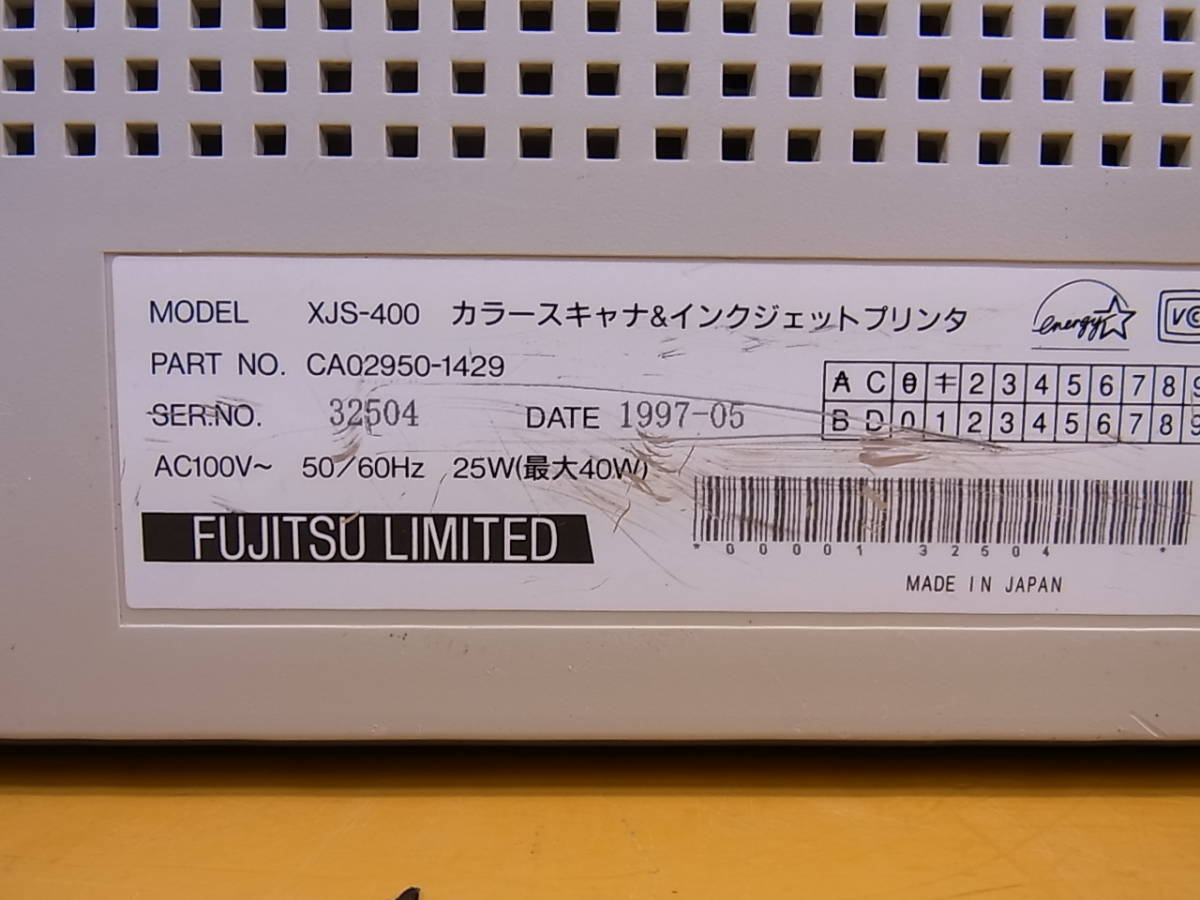 MODEL XJS-400 カラースキャナ&インクジェットプリンタ
energy
PART NO. CA02950-1429
SER.NO. 32504 DATE 1997-05
A C 0 1 2 3 4 5 6 7 8 9
B D 0 1 2 3 4 5 6 7 8 9
AC100V~ 50/60Hz 25W(最大40W)
FUJITSU LIMITED
*00001 32504 *
MADE IN JAPAN